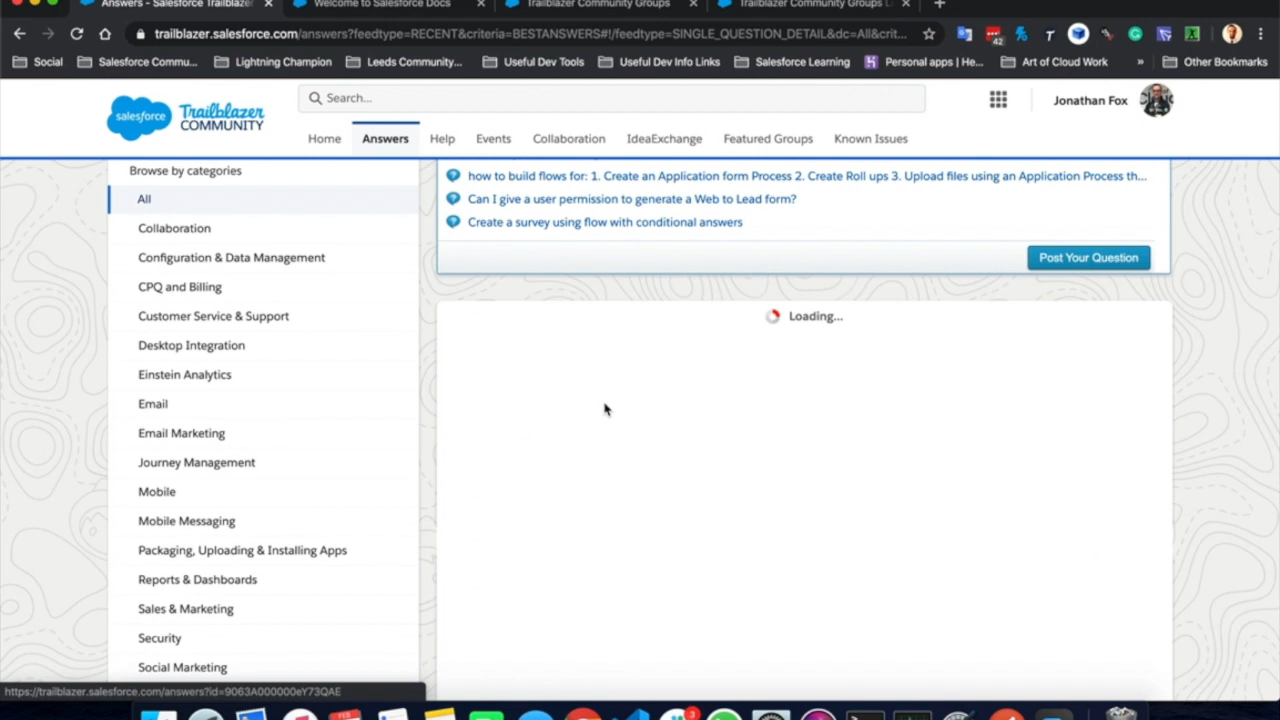 Answers - Salesforce Trailblazer
Welcome to Salesforce Docs
Trailblazer Community Groups
Trailblazer Community Groups
trailblazer.salesforce.com/answers?feedtype=RECENT&criteria=BESTANSWERS#!/feedtype=SINGLE_QUESTION_DETAIL&dc=All&crit...
42
Social
Salesforce Commu...
Lightning Champion
Leeds Community...
Useful Dev Tools
Useful Dev Info Links
Salesforce Learning
Personal apps | He...
Art of Cloud Work
»
Other Bookmarks
salesforce
Trailblazer
COMMUNITY
Search...
Jonathan Fox
Home
Answers
Help
Events
Collaboration
IdeaExchange
Featured Groups
Known Issues
Browse by categories
All
Collaboration
Configuration & Data Management
CPQ and Billing
Customer Service & Support
Desktop Integration
Einstein Analytics
Email
Email Marketing
Journey Management
Mobile
Mobile Messaging
Packaging, Uploading & Installing Apps
Reports & Dashboards
Sales & Marketing
Security
Social Marketing
how to build flows for: 1. Create an Application form Process 2. Create Roll ups 3. Upload files using an Application Process th...
Can I give a user permission to generate a Web to Lead form?
Create a survey using flow with conditional answers
Post Your Question
Loading...
https://trailblazer.salesforce.com/answers?id=9063A000000eY73QAE
FEB
3